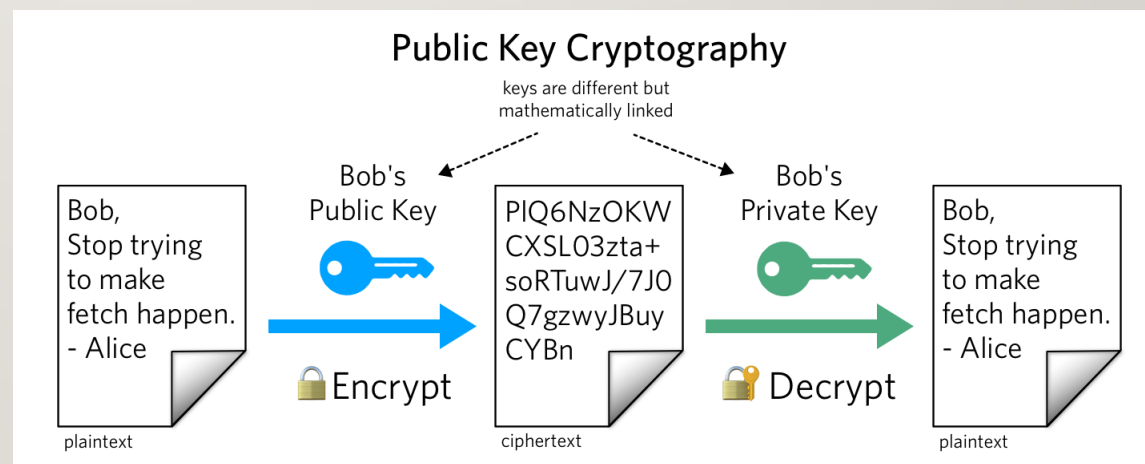 Public Key Cryptography
keys are different but
mathematically linked
Bob,
Stop trying
to make
fetch happen.
- Alice
plaintext
Bob's
Public Key
Encrypt
PlQ6NzOKW
CXSL03zta+
soRTuwJ/7J0
Q7gzwyJBuy
CYBn
ciphertext
Bob's
Private Key
Decrypt
Bob,
Stop trying
to make
fetch happen.
- Alice
plaintext